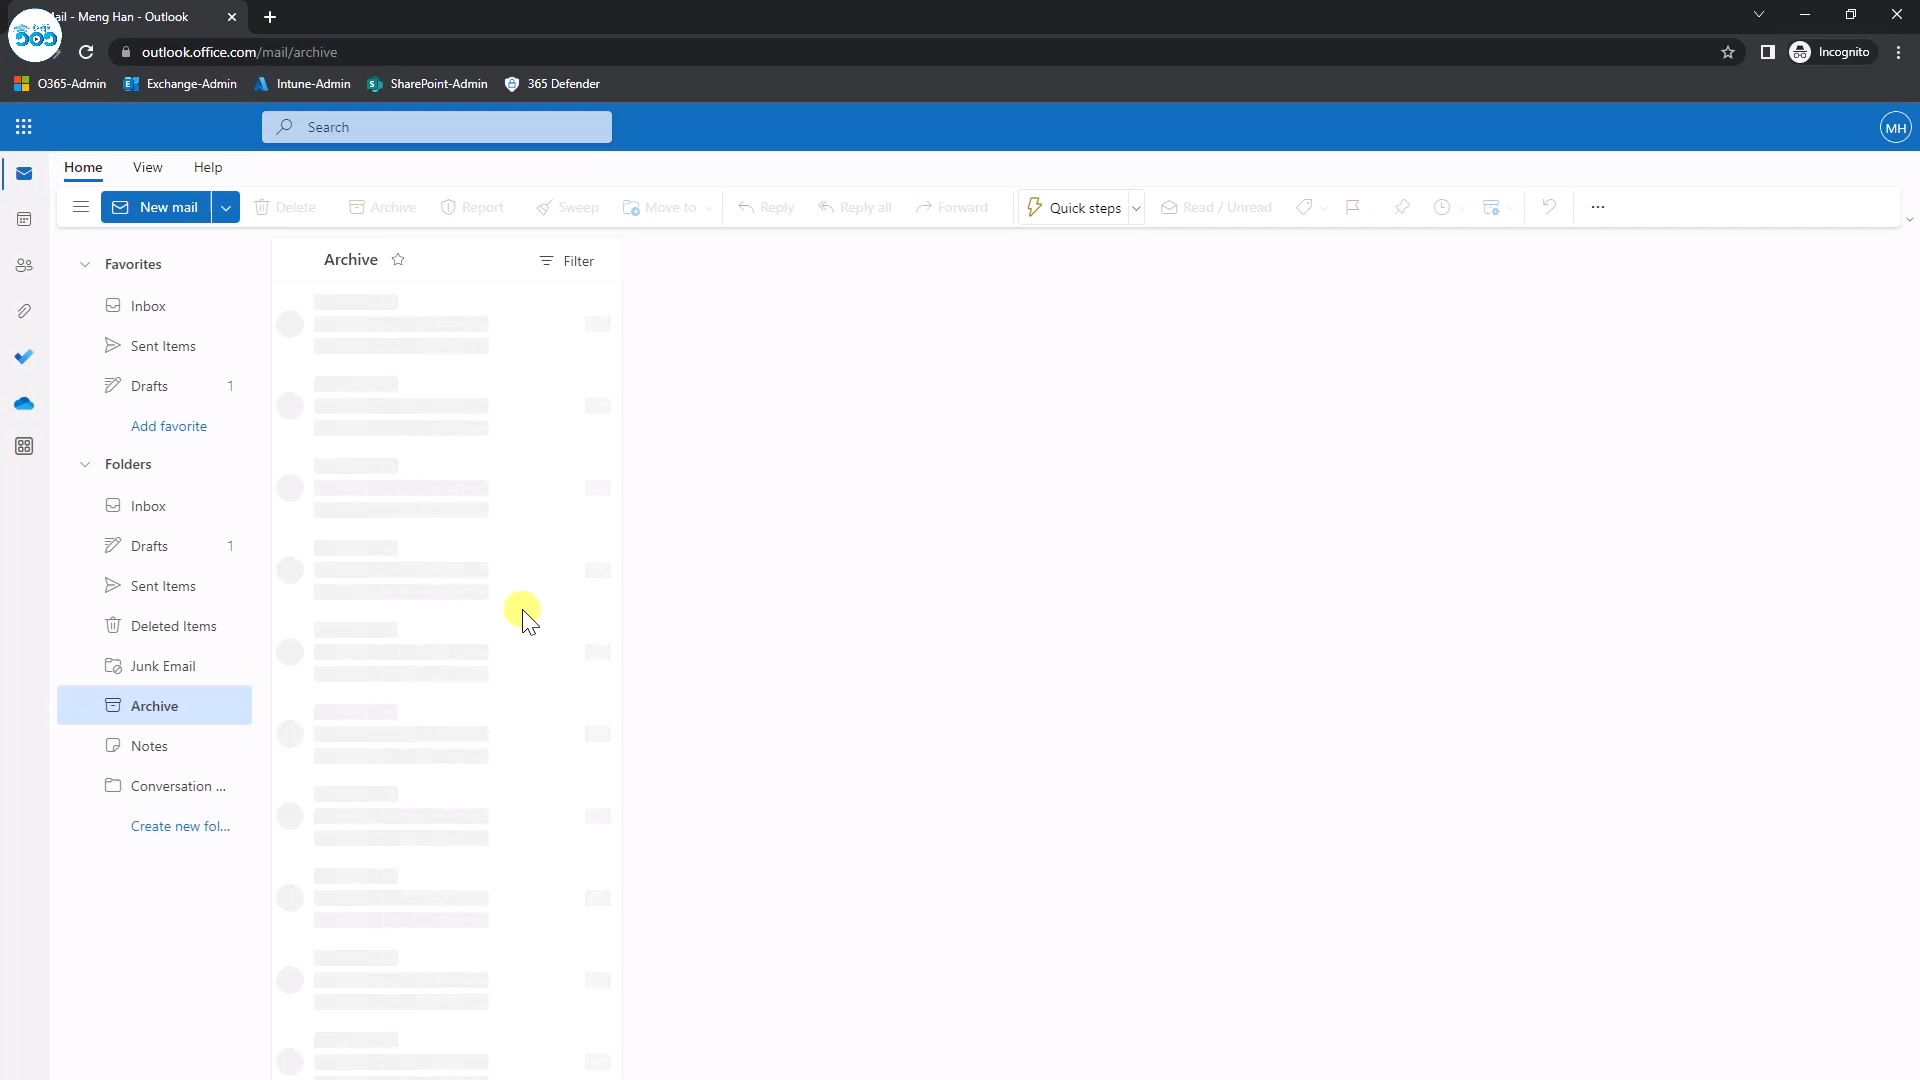 ail - Meng Han - Outlook
365
outlook.office.com/mail/archive
Incognito
O365-Admin
Exchange-Admin
Intune-Admin
SharePoint-Admin
365 Defender
Search
MH
Home
View
Help
New mail
Delete
Archive
Report
Sweep
Move to
Reply
Reply all
Forward
Quick steps
Read / Unread
Favorites
Inbox
Sent Items
Drafts 1
Add favorite
Folders
Inbox
Drafts 1
Sent Items
Deleted Items
Junk Email
Archive
Notes
Conversation ...
Create new fol...
Archive
Filter